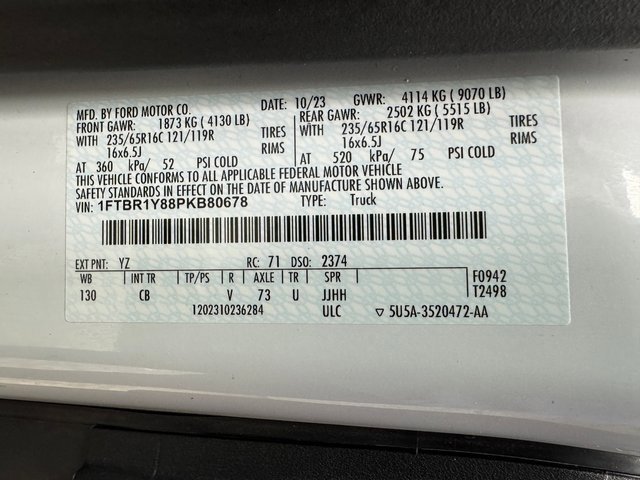 MFD. BY FORD MOTOR CO. DATE: 10/23 GVWR: 4114 KG ( 9070 LB)
FRONT GAWR: 1873 KG ( 4130 LB) REAR GAWR: 2502 KG ( 5515 LB)
WITH 235/65R16C 121/119R TIRES WITH 235/65R16C 121/119R TIRES
16x6.5J RIMS 16x6.5J RIMS
AT 360 kPa/ 52 PSI COLD AT 520 kPa/ 75 PSI COLD
THIS VEHICLE CONFORMS TO ALL APPLICABLE FEDERAL MOTOR VEHICLE
SAFETY STANDARDS IN EFFECT ON THE DATE OF MANUFACTURE SHOWN ABOVE.
VIN: 1FTBR1Y88PKB80678 TYPE: Truck
EXT PNT: YZ RC: 71 DSO: 2374
WB INT TR TP/PS R AXLE TR SPR F0942
130 CB V 73 U JJHH T2498
1202310236284 ULC ▽ 5U5A-3520472-AA